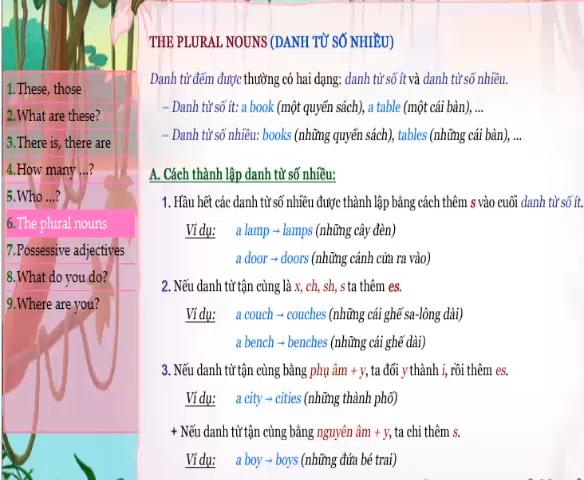 1.These, those
2.What are these?
3.There is, there are
4.How many ...?
5.Who ...?
6.The plural nouns
7.Possessive adjectives
8.What do you do?
9.Where are you?
THE PLURAL NOUNS (DANH TỪ SỐ NHIỀU)
Danh từ đếm được thường có hai dạng: danh từ số ít và danh từ số nhiều.
– Danh từ số ít: a book (một quyển sách), a table (một cái bàn), ...
– Danh từ số nhiều: books (những quyển sách), tables (những cái bàn), ...
A. Cách thành lập danh từ số nhiều:
1. Hầu hết các danh từ số nhiều được thành lập bằng cách thêm s vào cuối danh từ số ít.
Ví dụ: a lamp → lamps (những cây đèn)
a door → doors (những cánh cửa ra vào)
2. Nếu danh từ tận cùng là x, ch, sh, s ta thêm es.
Ví dụ: a couch → couches (những cái ghế sa-lông dài)
a bench → benches (những cái ghế dài)
3. Nếu danh từ tận cùng bằng phụ âm + y, ta đổi y thành i, rồi thêm es.
Ví dụ: a city → cities (những thành phố)
+ Nếu danh từ tận cùng bằng nguyên âm + y, ta chỉ thêm s.
Ví dụ: a boy → boys (những đứa bé trai)